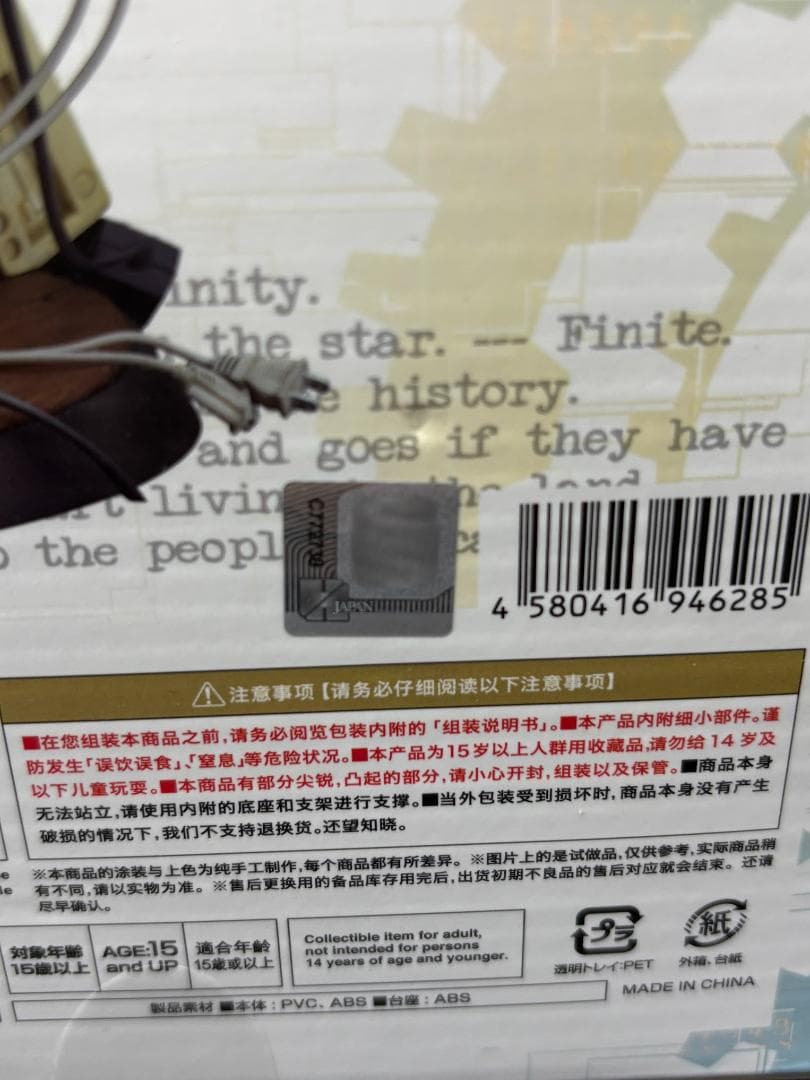 inity.
the star. --- Finite.
e history.
and goes if they have
livin
the people
JAPAN
4 580416 946285
注意事项【请务必仔细阅读以下注意事项】
■在您组装本商品之前,请务必阅览包装内附的「组装说明书」。■本产品内附细小部件。谨
防发生「误饮误食」、「窒息」等危险状况。■本产品为15岁以上人群用收藏品,请勿给14岁及
以下儿童玩耍。■本商品有部分尖锐,凸起的部分,请小心开封,组装以及保管。■商品本身
无法站立,请使用内附的底座和支架进行支撑。■当外包装受到损坏时,商品本身没有产生
破损的情况下,我们不支持退换货。还望知晓。
※本商品的涂装与上色为纯手工制作,每个商品都有所差异。※图片上的是试做品,仅供参考,实际商品稍
有不同,请以实物为准。※售后更换用的备品库存用完后,出货初期不良品的售后对应就会结束。还请
尽早确认。
対象年齢
15歳以上
AGE:15
and UP
適合年齡
15歲或以上
Collectible item for adult,
not intended for persons
14 years of age and younger.
プラ
透明トレイ:PET
紙
外箱、台紙
MADE IN CHINA
製品素材 ■本体:PVC、ABS ■台座:ABS